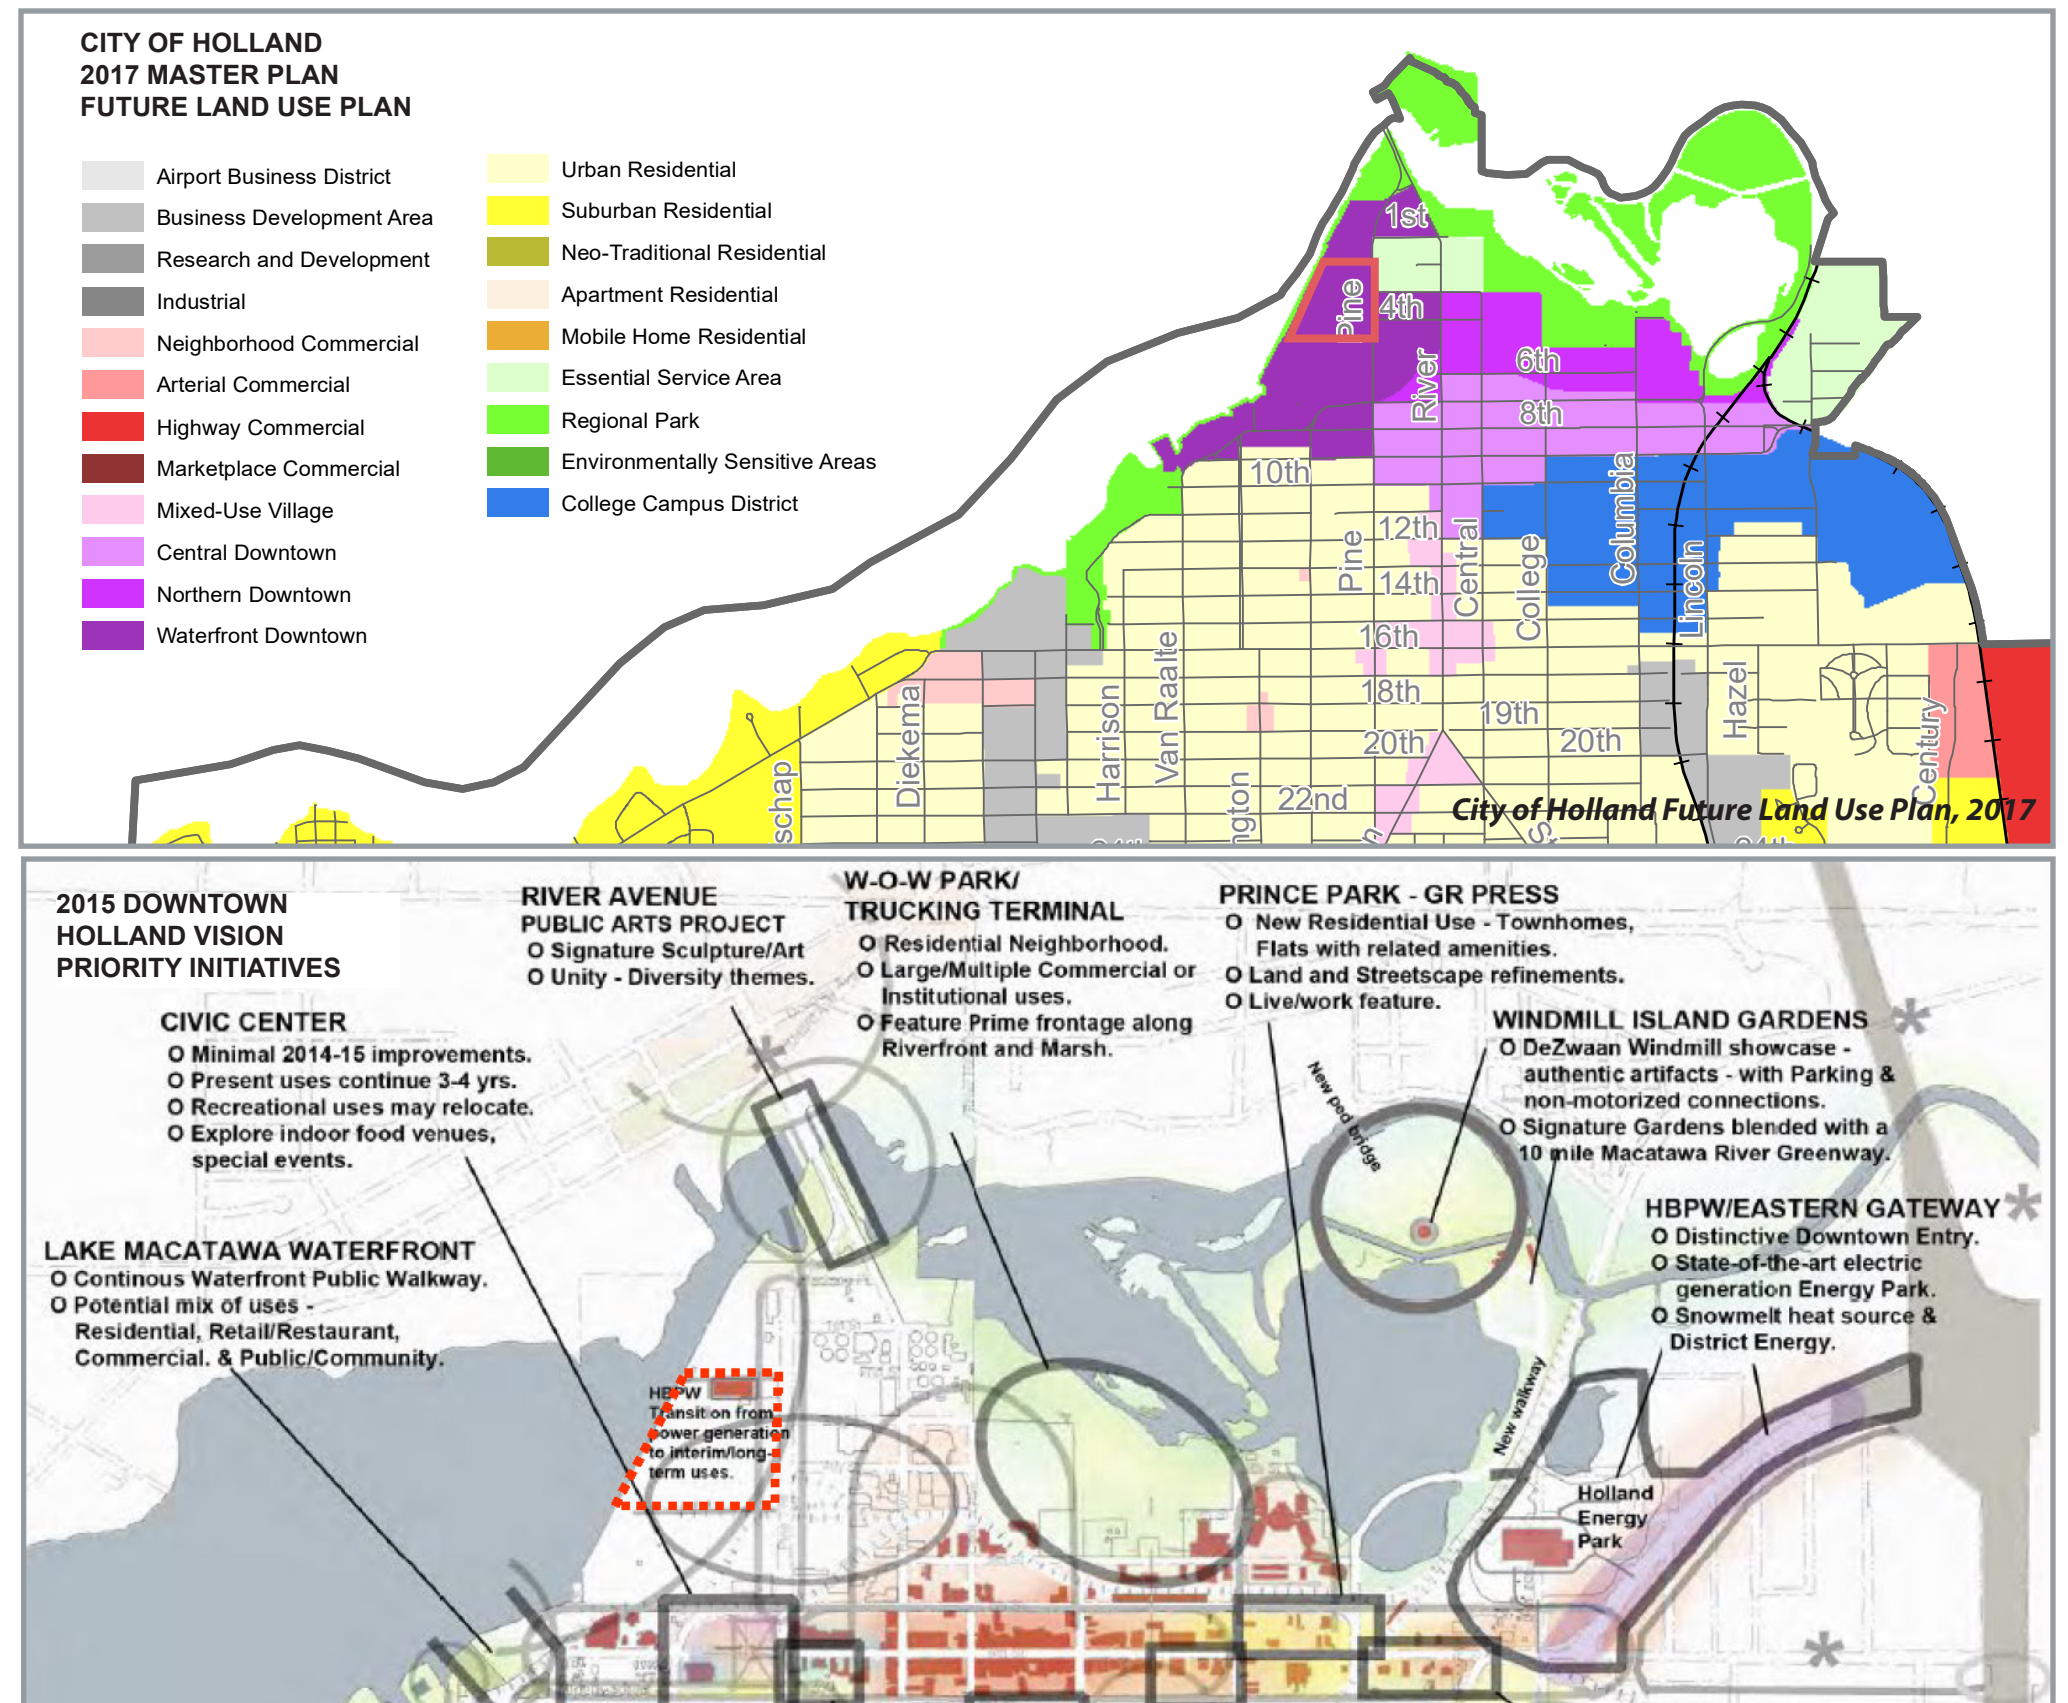 CITY OF HOLLAND
2017 MASTER PLAN
FUTURE LAND USE PLAN
Airport Business District
Business Development Area
Research and Development
Industrial
Neighborhood Commercial
Arterial Commercial
Highway Commercial
Marketplace Commercial
Mixed-Use Village
Central Downtown
Northern Downtown
Waterfront Downtown
Urban Residential
Suburban Residential
Neo-Traditional Residential
Apartment Residential
Mobile Home Residential
Essential Service Area
Regional Park
Environmentally Sensitive Areas
College Campus District
1st
Pine
4th
River
6th
8th
10th
Columbia
12th
Pine
Central
College
14th
Lincoln
16th
Van Raalte
Hazel
18th
Diekema
Harrison
19th
Century
20th
20th
schap
ngton
22nd
City of Holland Future Land Use Plan, 2017
24th
2015 DOWNTOWN
HOLLAND VISION
PRIORITY INITIATIVES
RIVER AVENUE
PUBLIC ARTS PROJECT
O Signature Sculpture/Art
O Unity - Diversity themes.
W-O-W PARK/
TRUCKING TERMINAL
O Residential Neighborhood.
O Large/Multiple Commercial or
Institutional uses.
O Feature Prime frontage along
Riverfront and Marsh.
PRINCE PARK - GR PRESS
O New Residential Use - Townhomes,
Flats with related amenities.
O Land and Streetscape refinements.
O Live/work feature.
CIVIC CENTER
O Minimal 2014-15 improvements.
O Present uses continue 3-4 yrs.
O Recreational uses may relocate.
O Explore indoor food venues,
special events.
WINDMILL ISLAND GARDENS
O DeZwaan Windmill showcase -
authentic artifacts - with Parking &
non-motorized connections.
O Signature Gardens blended with a
10 mile Macatawa River Greenway.
New ped bridge
LAKE MACATAWA WATERFRONT
O Continous Waterfront Public Walkway.
O Potential mix of uses -
Residential, Retail/Restaurant,
Commercial. & Public/Community.
HBPW/EASTERN GATEWAY
O Distinctive Downtown Entry.
O State-of-the-art electric
generation Energy Park.
O Snowmelt heat source &
District Energy.
HBPW
Transition from
power generation
to interim/long-
term uses.
New walkway
Holland
Energy
Park